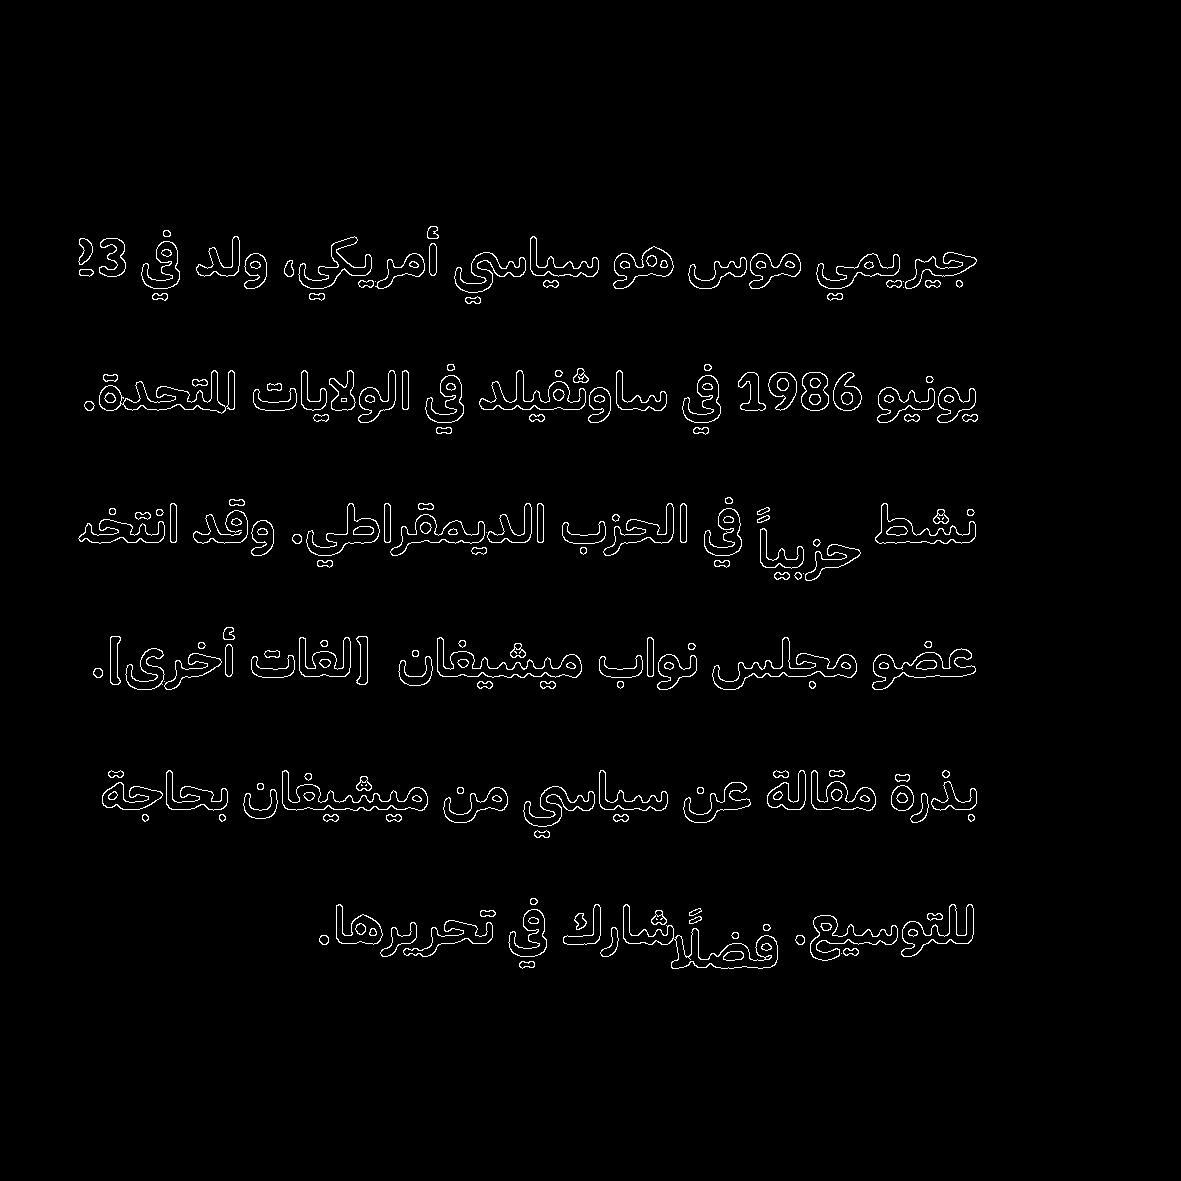 جيريمي موس هو سياسي أمريكي، ولد في 23
يونيو 1986 في ساوثفيلد في الولايات المتحدة.
نشط حزبياً في الحزب الديمقراطي. وقد
عضو مجلس نواب ميشيغان [لغات أخرى].
بذرة مقالة عن سياسي من ميشيغان بحاجة
للتوسيع. فضلًا شارك في تحريرها.